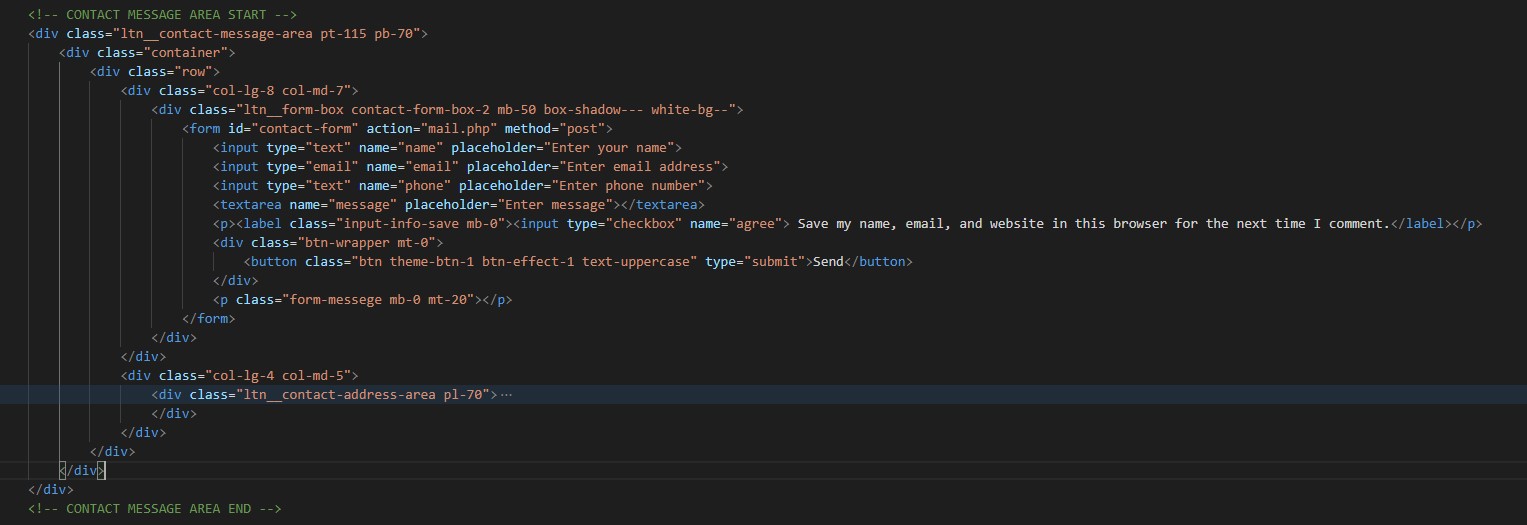 <!-- CONTACT MESSAGE AREA START -->
<div class="ltn__contact-message-area pt-115 pb-70">
<div class="container">
<div class="row">
<div class="col-lg-8 col-md-7">
<div class="ltn__form-box contact-form-box-2 mb-50 box-shadow--- white-bg--">
<form id="contact-form" action="mail.php" method="post">
<input type="text" name="name" placeholder="Enter your name">
<input type="email" name="email" placeholder="Enter email address">
<input type="text" name="phone" placeholder="Enter phone number">
<textarea name="message" placeholder="Enter message"></textarea>
<p><label class="input-info-save mb-0"><input type="checkbox" name="agree"> Save my name, email, and website in this browser for the next time I comment.</label></p>
<div class="btn-wrapper mt-0">
<button class="btn theme-btn-1 btn-effect-1 text-uppercase" type="submit">Send</button>
</div>
<p class="form-messege mb-0 mt-20"></p>
</form>
</div>
</div>
<div class="col-lg-4 col-md-5">
<div class="ltn__contact-address-area pl-70">···
</div>
</div>
</div>
</div>
</div>
<!-- CONTACT MESSAGE AREA END -->